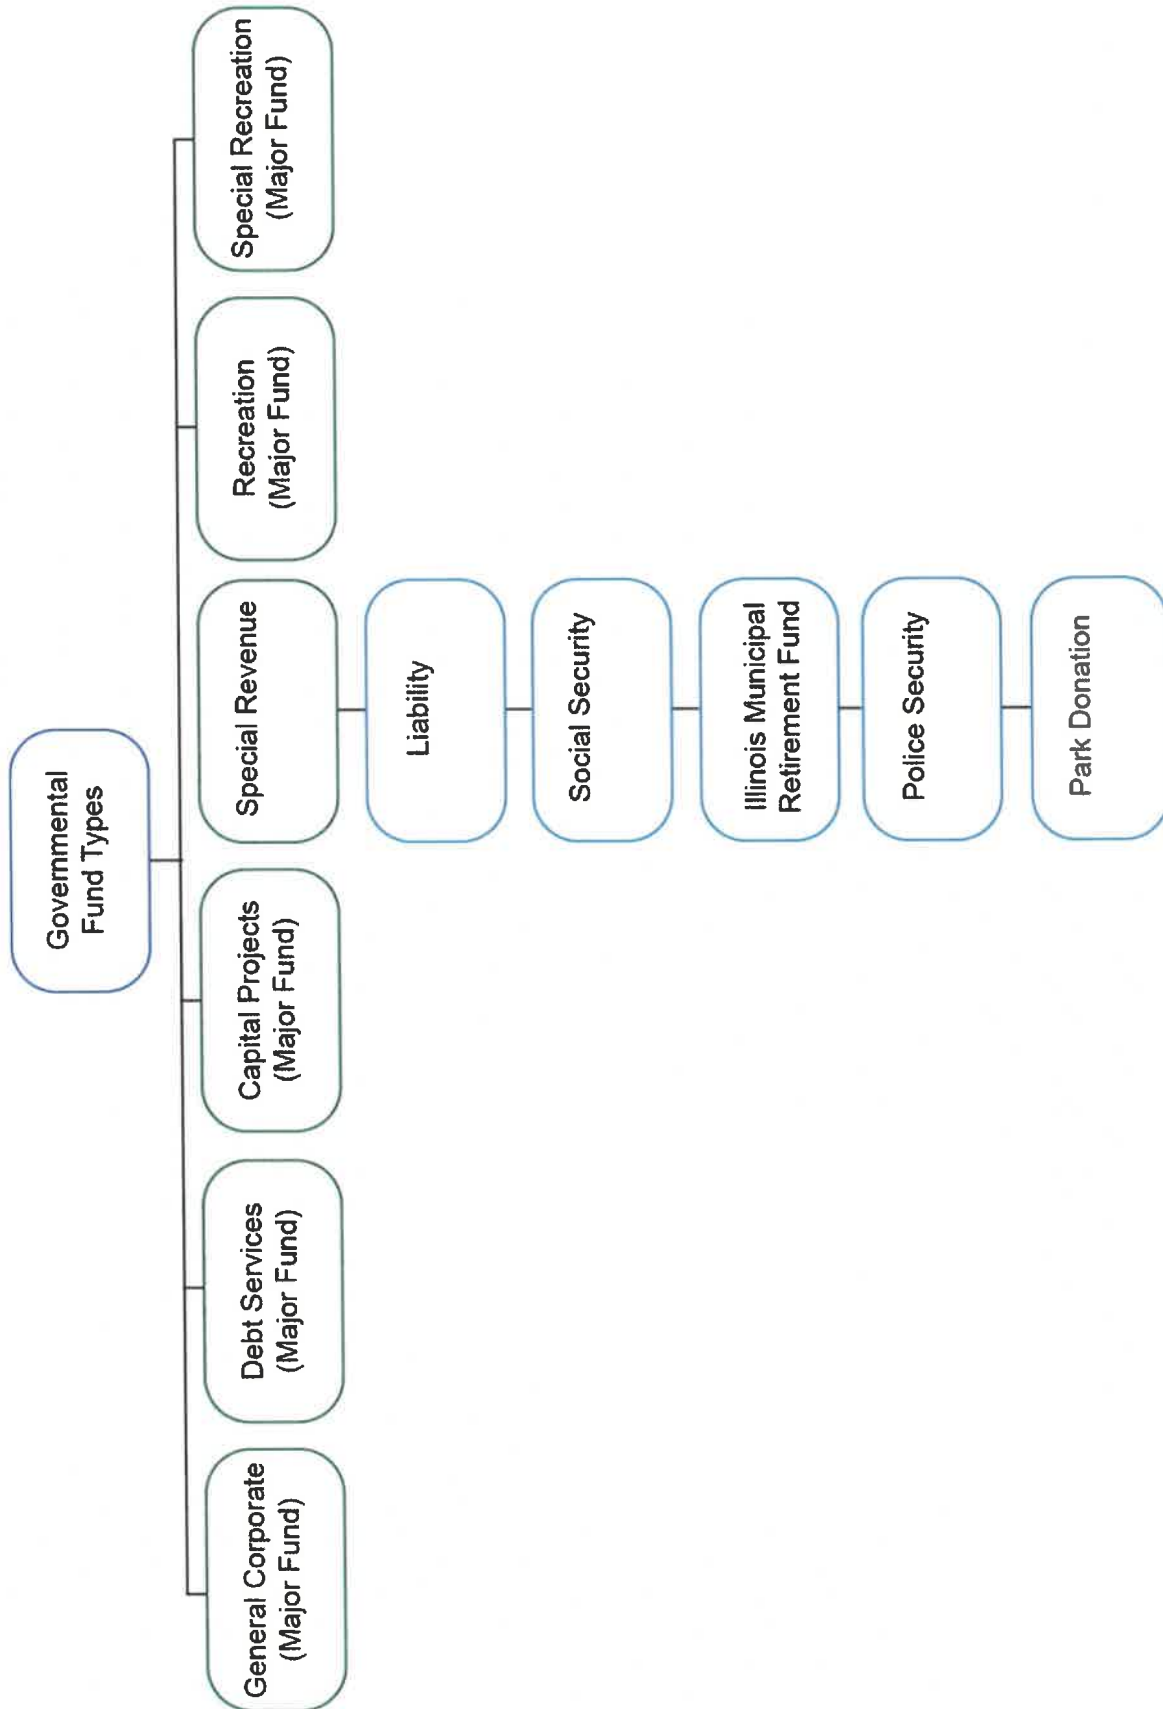 Governmental
Fund Types
General Corporate
(Major Fund)
Debt Services
(Major Fund)
Capital Projects
(Major Fund)
Special Revenue
Recreation
(Major Fund)
Special Recreation
(Major Fund)
Liability
Social Security
Illinois Municipal
Retirement Fund
Police Security
Park Donation